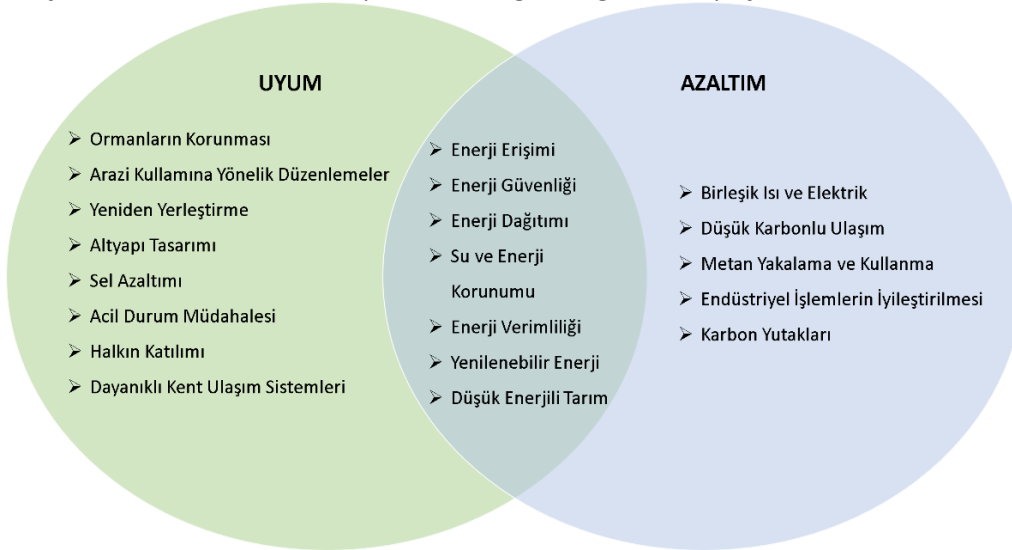 UYUM
➢ Ormanların Korunması
➢ Arazi Kullamına Yönelik Düzenlemeler
➢ Yeniden Yerleştirme
➢ Altyapı Tasarımı
➢ Sel Azaltımı
➢ Acil Durum Müdahalesi
➢ Halkın Katılımı
➢ Dayanıklı Kent Ulaşım Sistemleri
➢ Enerji Erişimi
➢ Enerji Güvenliği
➢ Enerji Dağıtımı
➢ Su ve Enerji
Korunumu
➢ Enerji Verimliliği
➢ Yenilenebilir Enerji
➢ Düşük Enerjili Tarım
AZALTIM
➢ Birleşik Isı ve Elektrik
➢ Düşük Karbonlu Ulaşım
➢ Metan Yakalama ve Kullanma
➢ Endüstriyel İşlemlerin İyileştirilmesi
➢ Karbon Yutakları